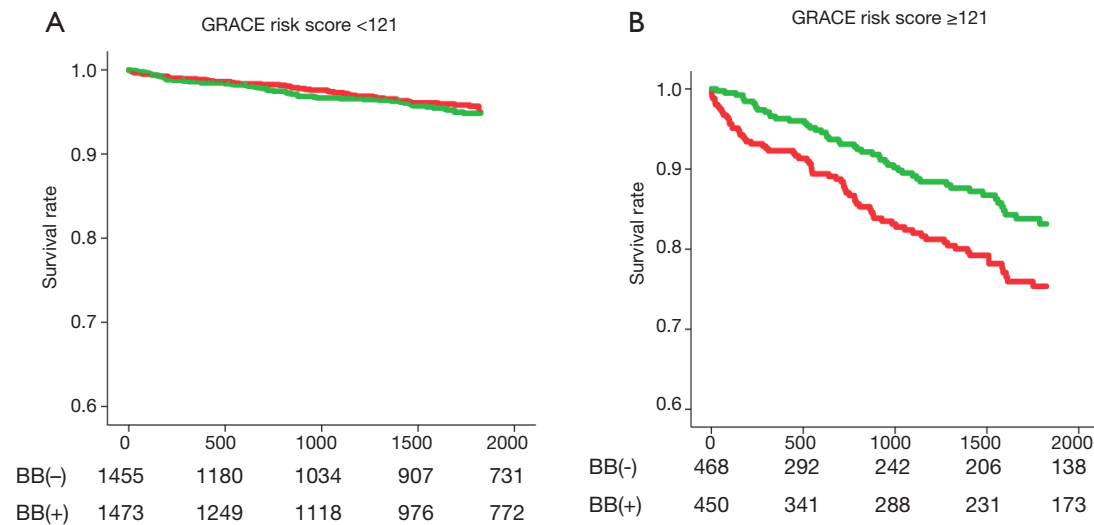 A
GRACE risk score <121
Survival rate
1.0
0.9
0.8
0.7
0.6
0 500 1000 1500 2000
BB(–) 1455 1180 1034 907 731
BB(+) 1473 1249 1118 976 772
B
GRACE risk score ≥121
Survival rate
1.0
0.9
0.8
0.7
0.6
0 500 1000 1500 2000
BB(-) 468 292 242 206 138
BB(+) 450 341 288 231 173